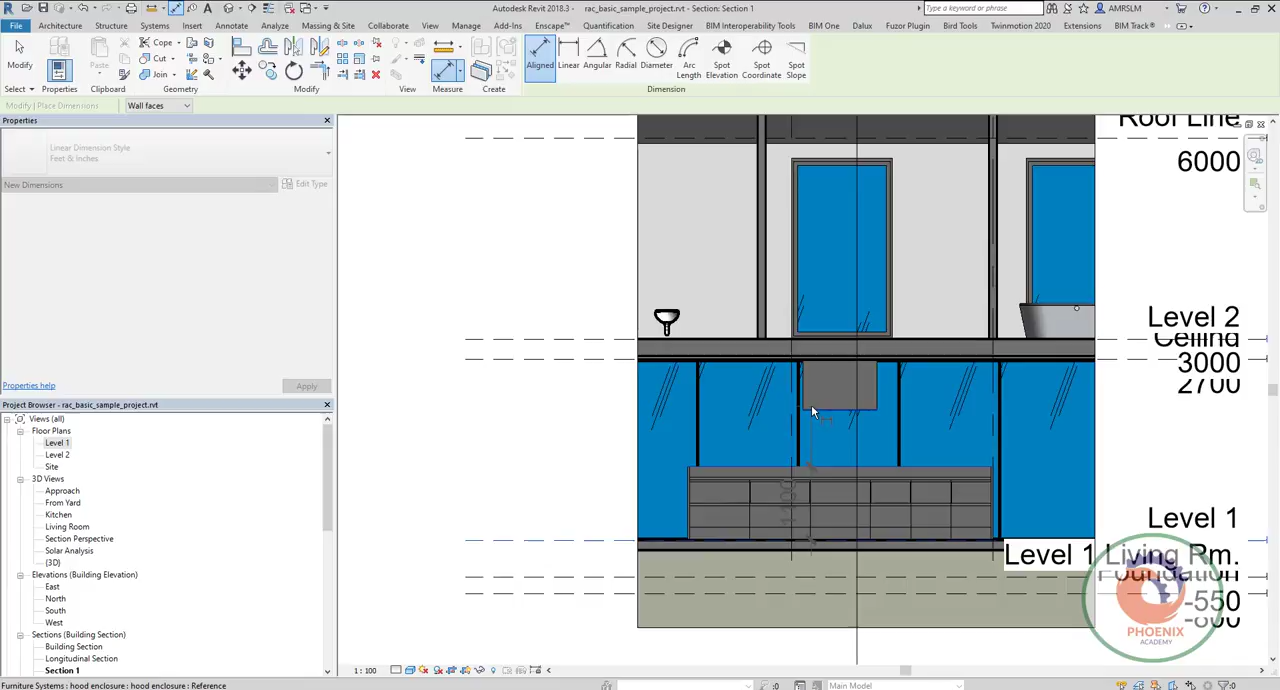 Autodesk Revit 2018.3 - rac_basic_sample_project.rvt - Section: Section 1
Type a keyword or phrase
AMRSLM
File Architecture Structure Systems Insert Annotate Analyze Massing & Site Collaborate View Manage Add-Ins Enscape™ Quantification Site Designer BIM Interoperability Tools BIM One Dalux Fuzor Plugin Bird Tools Twinmotion 2020 Extensions BIM Track®
Modify
Paste
Cope
Cut
Join
Aligned Linear Angular Radial Diameter Arc Length Spot Elevation Spot Coordinate Spot Slope
Select Properties Clipboard Geometry Modify View Measure Create Dimension
Modify | Place Dimensions Wall faces
Properties
Linear Dimension Style
Feet & Inches
New Dimensions Edit Type
Properties help Apply
Project Browser - rac_basic_sample_project.rvt
Views (all)
Floor Plans
Level 1
Level 2
Site
3D Views
Approach
From Yard
Kitchen
Living Room
Section Perspective
Solar Analysis
{3D}
Elevations (Building Elevation)
East
North
South
West
Sections (Building Section)
Building Section
Longitudinal Section
Section 1
Roof Line
6000
Level 2
Ceiling
3000
2700
1100
Level 1
Level 1 Living Rm.
Foundation
-550
-800
PHOENIX
ACADEMY
1 : 100
Furniture Systems : hood enclosure : hood enclosure : Reference
:0
Main Model
:0